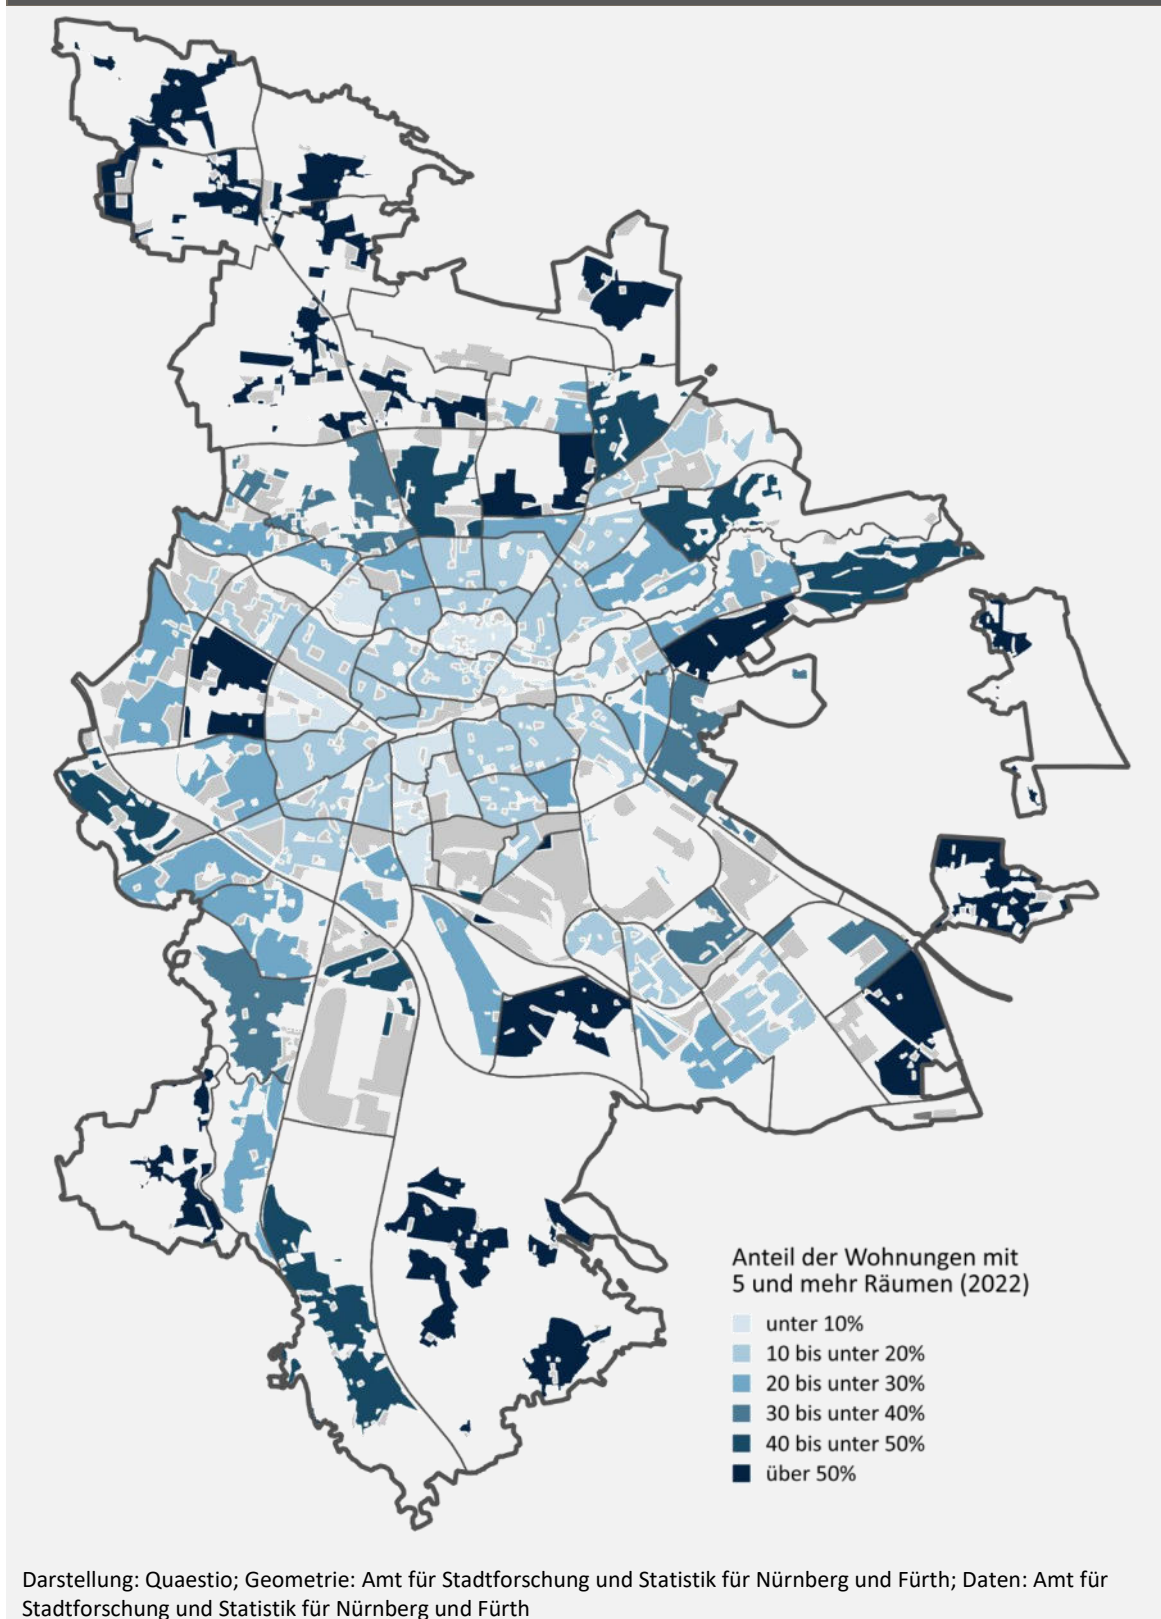 Anteil der Wohnungen mit
5 und mehr Räumen (2022)
unter 10%
10 bis unter 20%
20 bis unter 30%
30 bis unter 40%
40 bis unter 50%
über 50%
Darstellung: Quaestio; Geometrie: Amt für Stadtforschung und Statistik für Nürnberg und Fürth; Daten: Amt für
Stadtforschung und Statistik für Nürnberg und Fürth